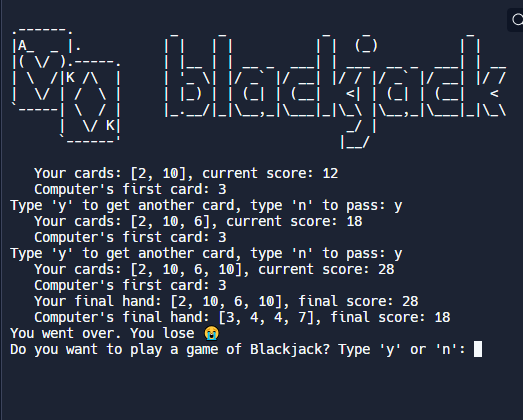 A
K
blackjack
K
Your cards: [2, 10], current score: 12
Computer's first card: 3
Type 'y' to get another card, type 'n' to pass: y
Your cards: [2, 10, 6], current score: 18
Computer's first card: 3
Type 'y' to get another card, type 'n' to pass: y
Your cards: [2, 10, 6, 10], current score: 28
Computer's first card: 3
Your final hand: [2, 10, 6, 10], final score: 28
Computer's final hand: [3, 4, 4, 7], final score: 18
You went over. You lose 😭
Do you want to play a game of Blackjack? Type 'y' or 'n':